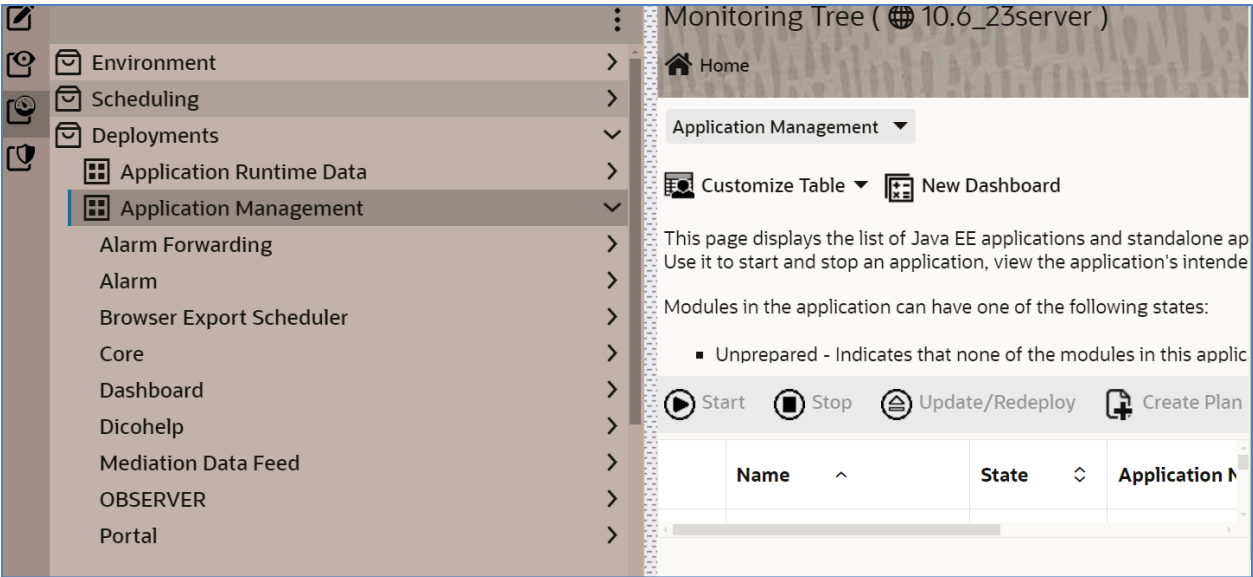 Environment
Scheduling
Deployments
Application Runtime Data
Application Management
Alarm Forwarding
Alarm
Browser Export Scheduler
Core
Dashboard
Dicohelp
Mediation Data Feed
OBSERVER
Portal
Monitoring Tree ( 10.6_23server )
Home
Application Management
Customize Table New Dashboard
This page displays the list of Java EE applications and standalone ap
Use it to start and stop an application, view the application's intende
Modules in the application can have one of the following states:
Unprepared - Indicates that none of the modules in this applic
Start Stop Update/Redeploy Create Plan
Name State Application N